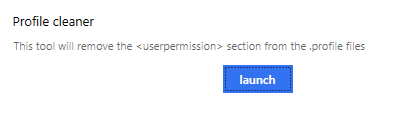 Profile cleaner
This tool will remove the <userpermission> section from the .profile files
launch